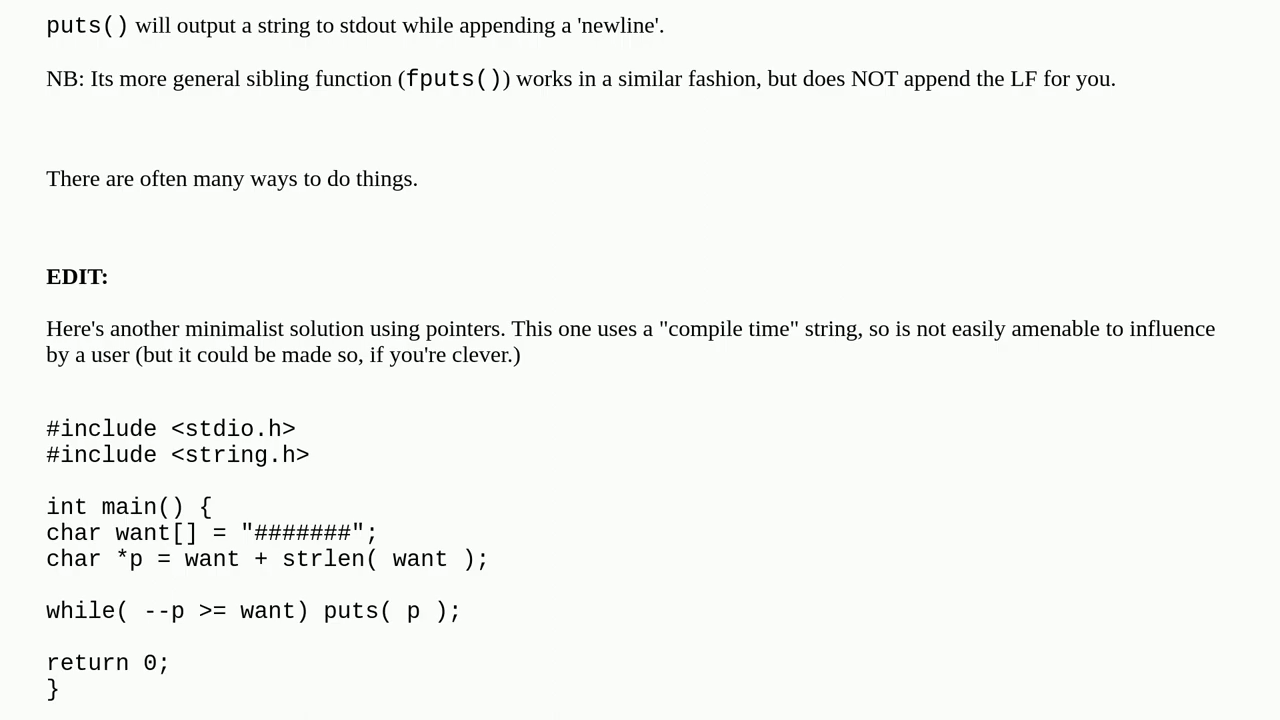 puts() will output a string to stdout while appending a 'newline'.
NB: Its more general sibling function (fputs()) works in a similar fashion, but does NOT append the LF for you.
There are often many ways to do things.
EDIT:
Here's another minimalist solution using pointers. This one uses a "compile time" string, so is not easily amenable to influence
by a user (but it could be made so, if you're clever.)
#include <stdio.h>
#include <string.h>
int main() {
char want[] = "#######";
char *p = want + strlen( want );
while( --p >= want) puts( p );
return 0;
}